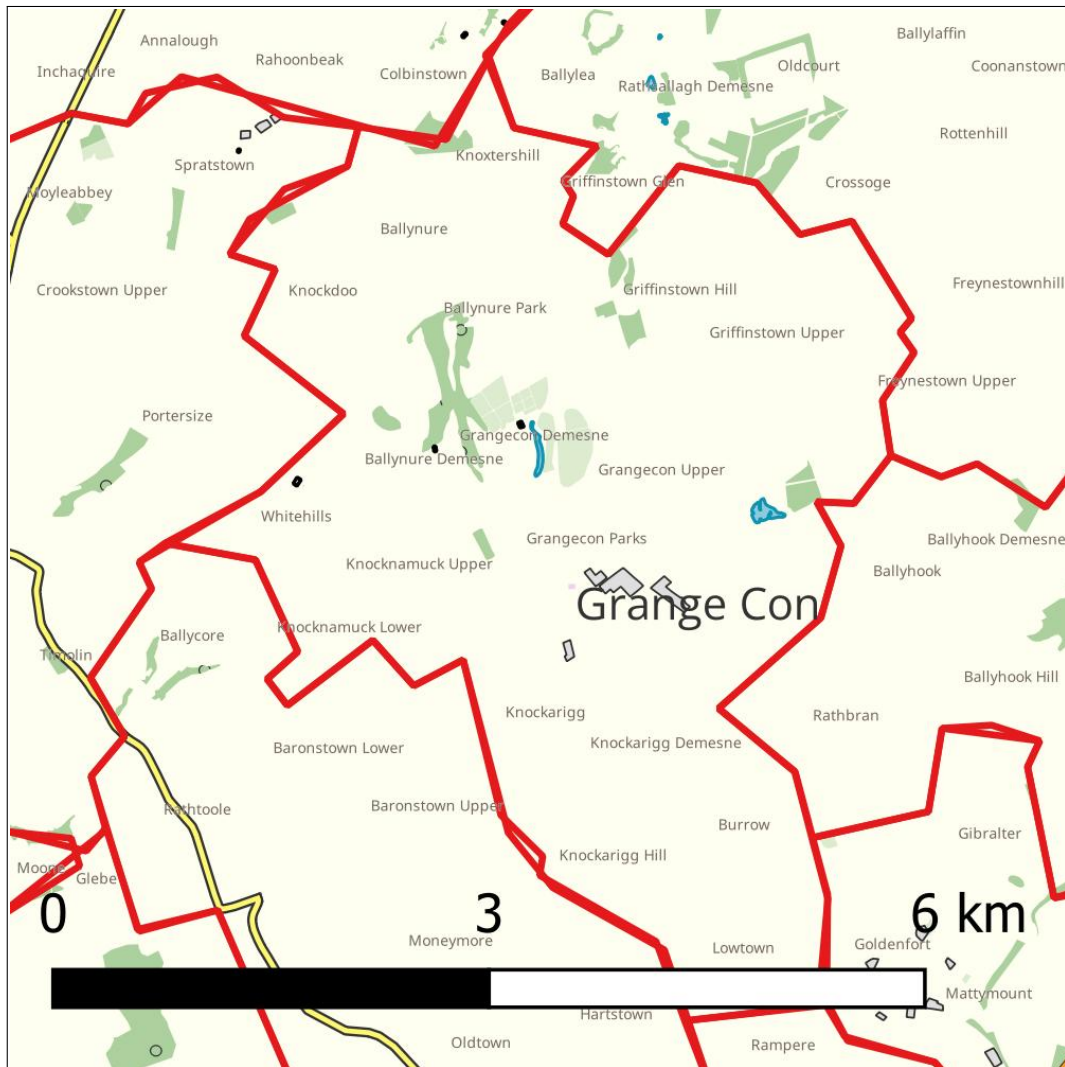 Annalough
Ballylaffin
Rahoonbeak
Inchaquire
Colbinstown
Ballylea
Oldcourt
Coonanstown
Rathnallagh Demesne
Rottenhill
Knoxtershill
Spratstown
Griffinstown Glen
Crossoge
Moyleabbey
Ballynure
Crookstown Upper
Knockdoo
Griffinstown Hill
Freynestownhill
Ballynure Park
Griffinstown Upper
Freynestown Upper
Portersize
Grangecon Demesne
Ballynure Demesne
Grangecon Upper
Whitehills
Grangecon Parks
Ballyhook Demesne
Knocknamuck Upper
Ballyhook
Grange Con
Knocknamuck Lower
Ballycore
Timolin
Ballyhook Hill
Knockarigg
Rathbran
Baronstown Lower
Knockarigg Demesne
Baronstown Upper
Rathtoole
Burrow
Gibralter
Knockarigg Hill
Moone
Glebe
0 3 6 km
Moneymore
Lowtown
Goldenfort
Mattymount
Hartstown
Oldtown
Rampere